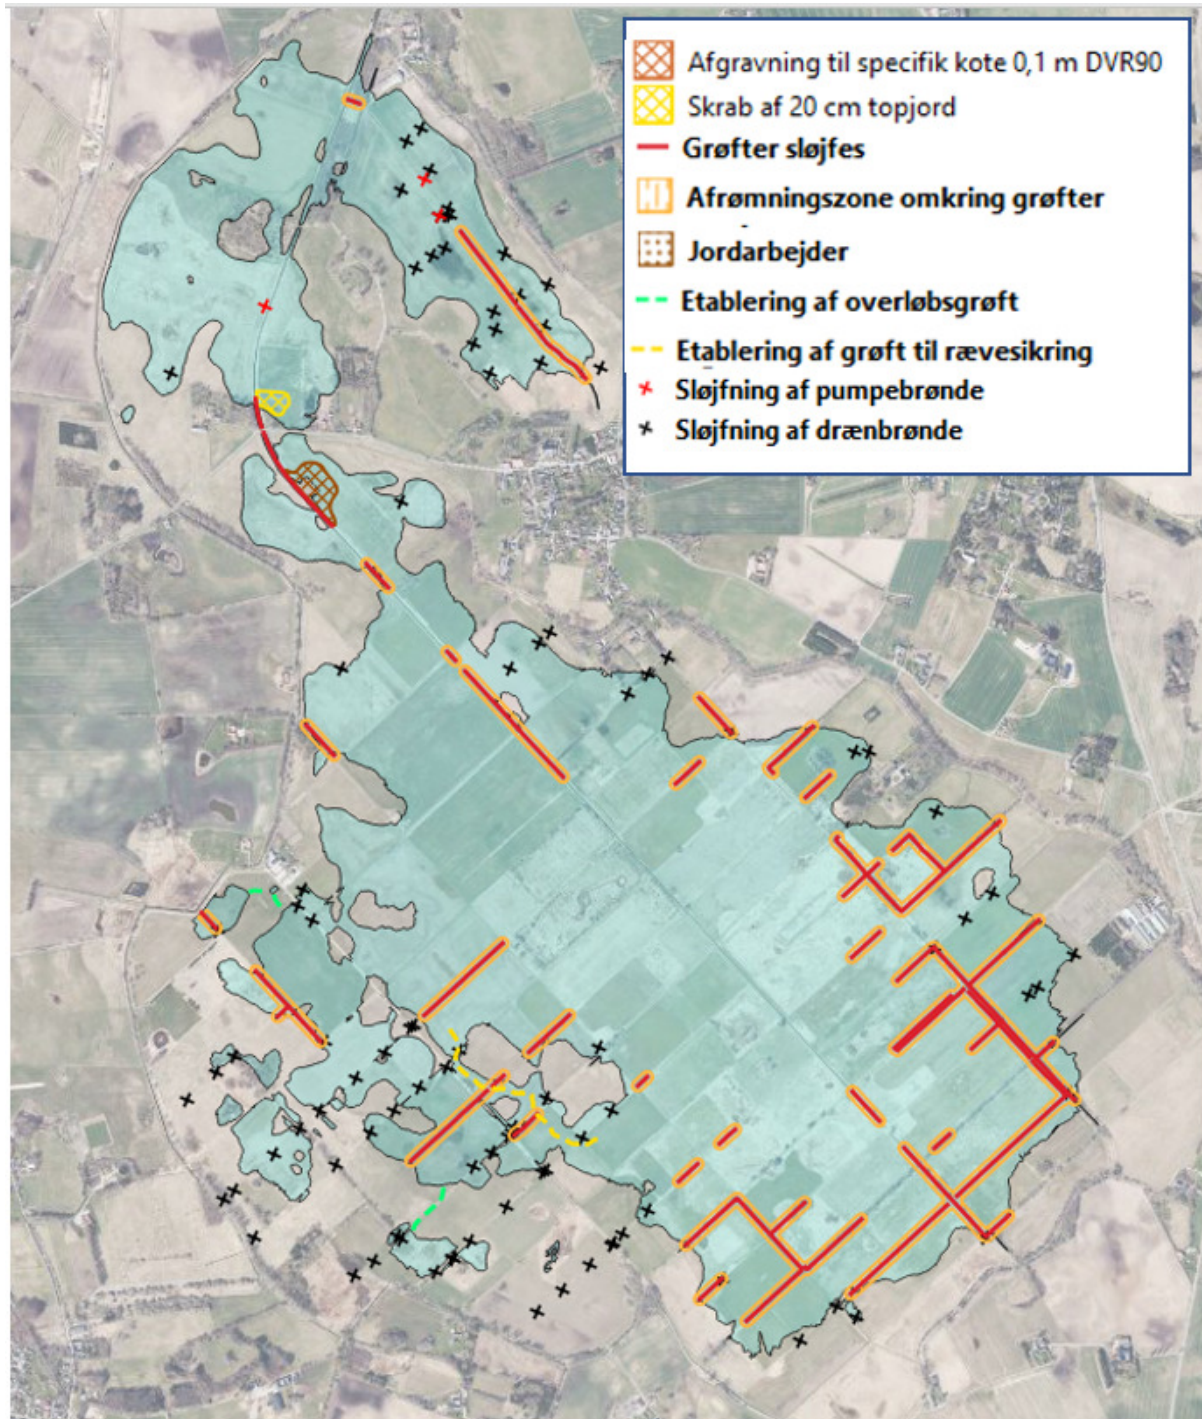 Afgravning til specifik kote 0,1 m DVR90
Skrab af 20 cm topjord
Grøfter sløjfes
Afrømningszone omkring grøfter
Jordarbejder
Etablering af overløbsgrøft
Etablering af grøft til rævesikring
Sløjfning af pumpebrønde
Sløjfning af drænbrønde